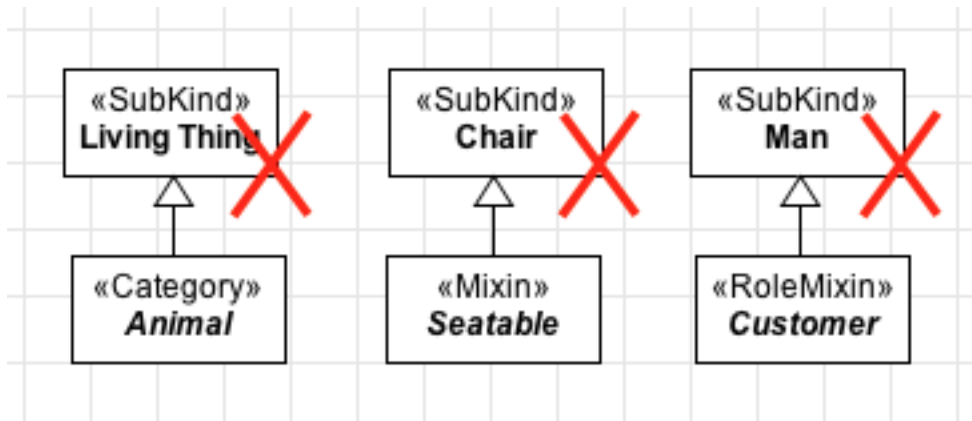 «SubKind»
Living Thing
«SubKind»
Chair
«SubKind»
Man
«Category»
Animal
«Mixin»
Seatable
«RoleMixin»
Customer